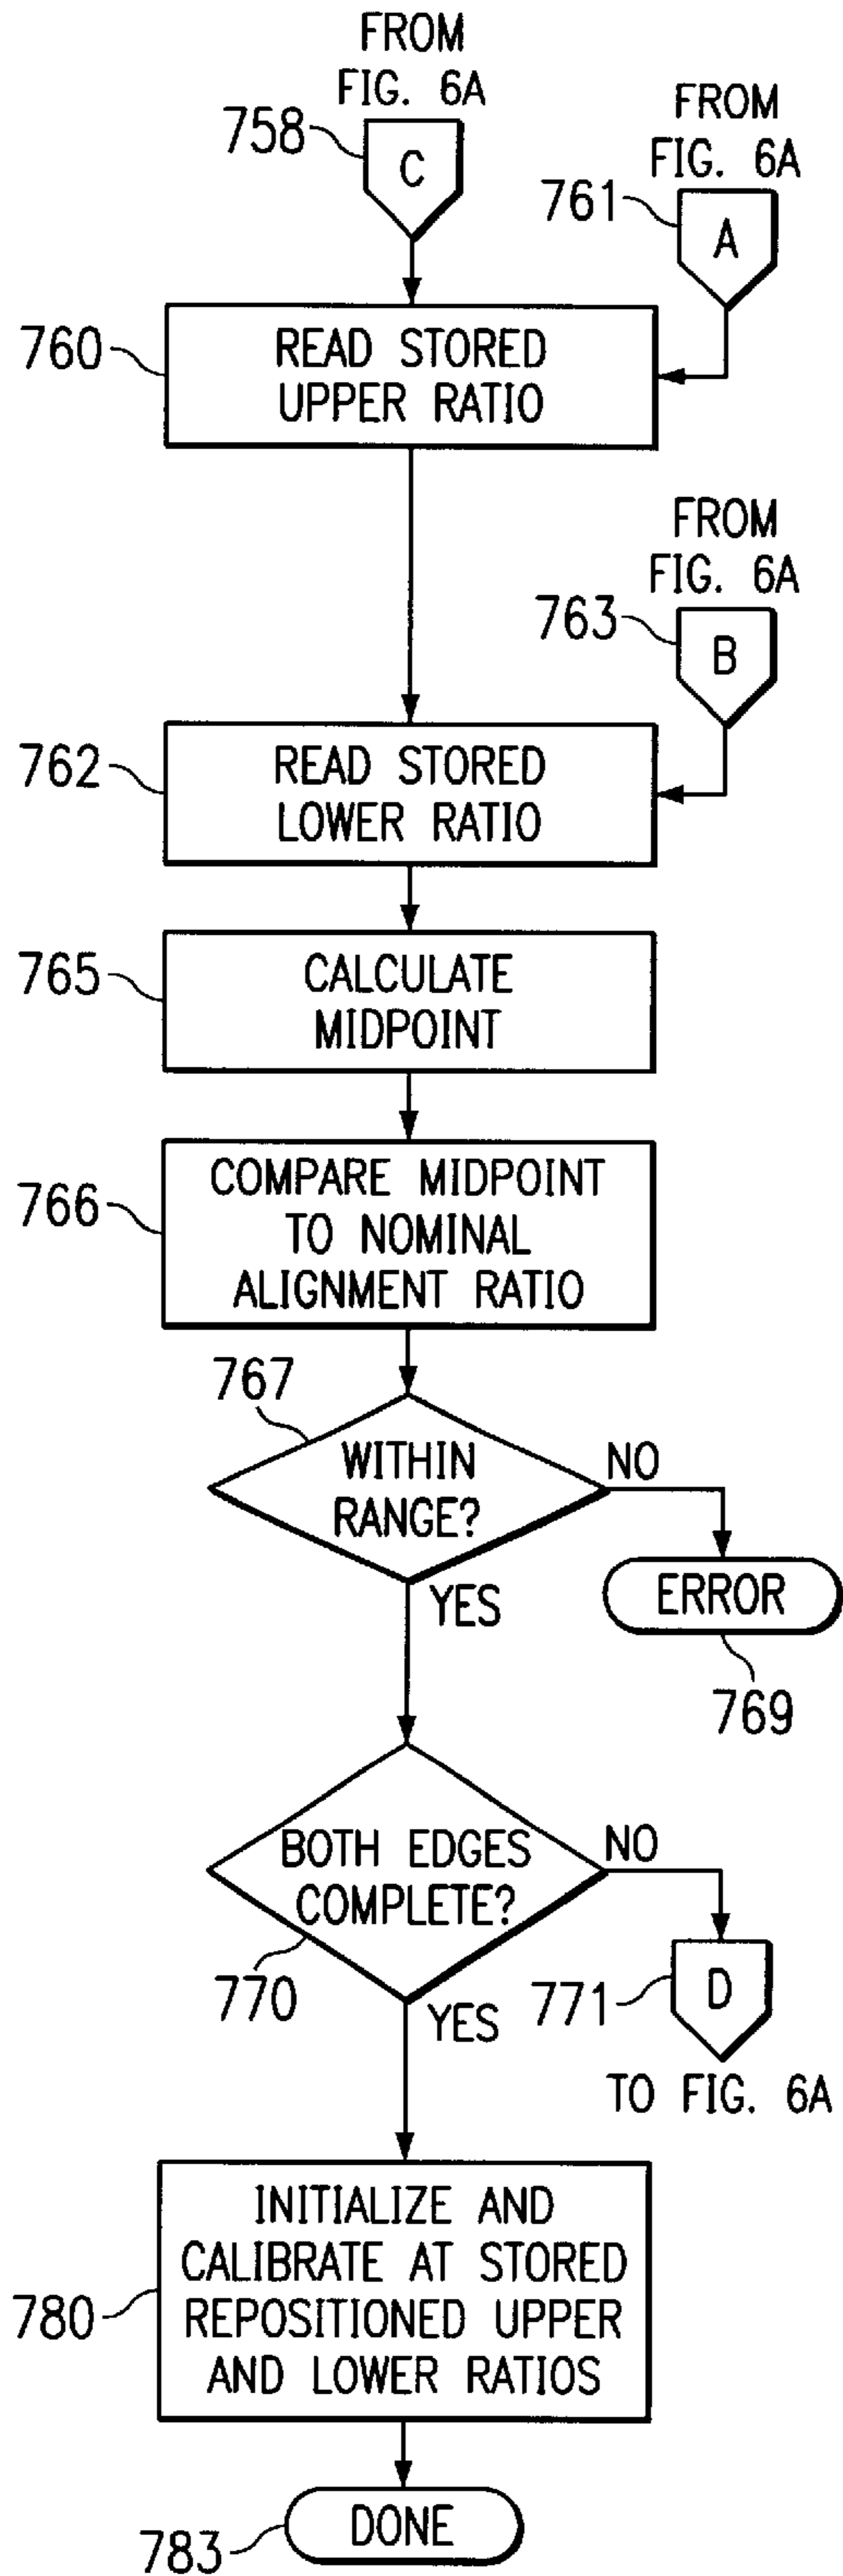 FROM
FIG. 6A
758
C
FROM
FIG. 6A
761
A
760
READ STORED
UPPER RATIO
FROM
FIG. 6A
763
B
762
READ STORED
LOWER RATIO
765
CALCULATE
MIDPOINT
766
COMPARE MIDPOINT
TO NOMINAL
ALIGNMENT RATIO
767
WITHIN
RANGE?
NO
YES
ERROR
769
BOTH EDGES
COMPLETE?
NO
770
YES
771
D
TO FIG. 6A
780
INITIALIZE AND
CALIBRATE AT STORED
REPOSITIONED UPPER
AND LOWER RATIOS
783
DONE